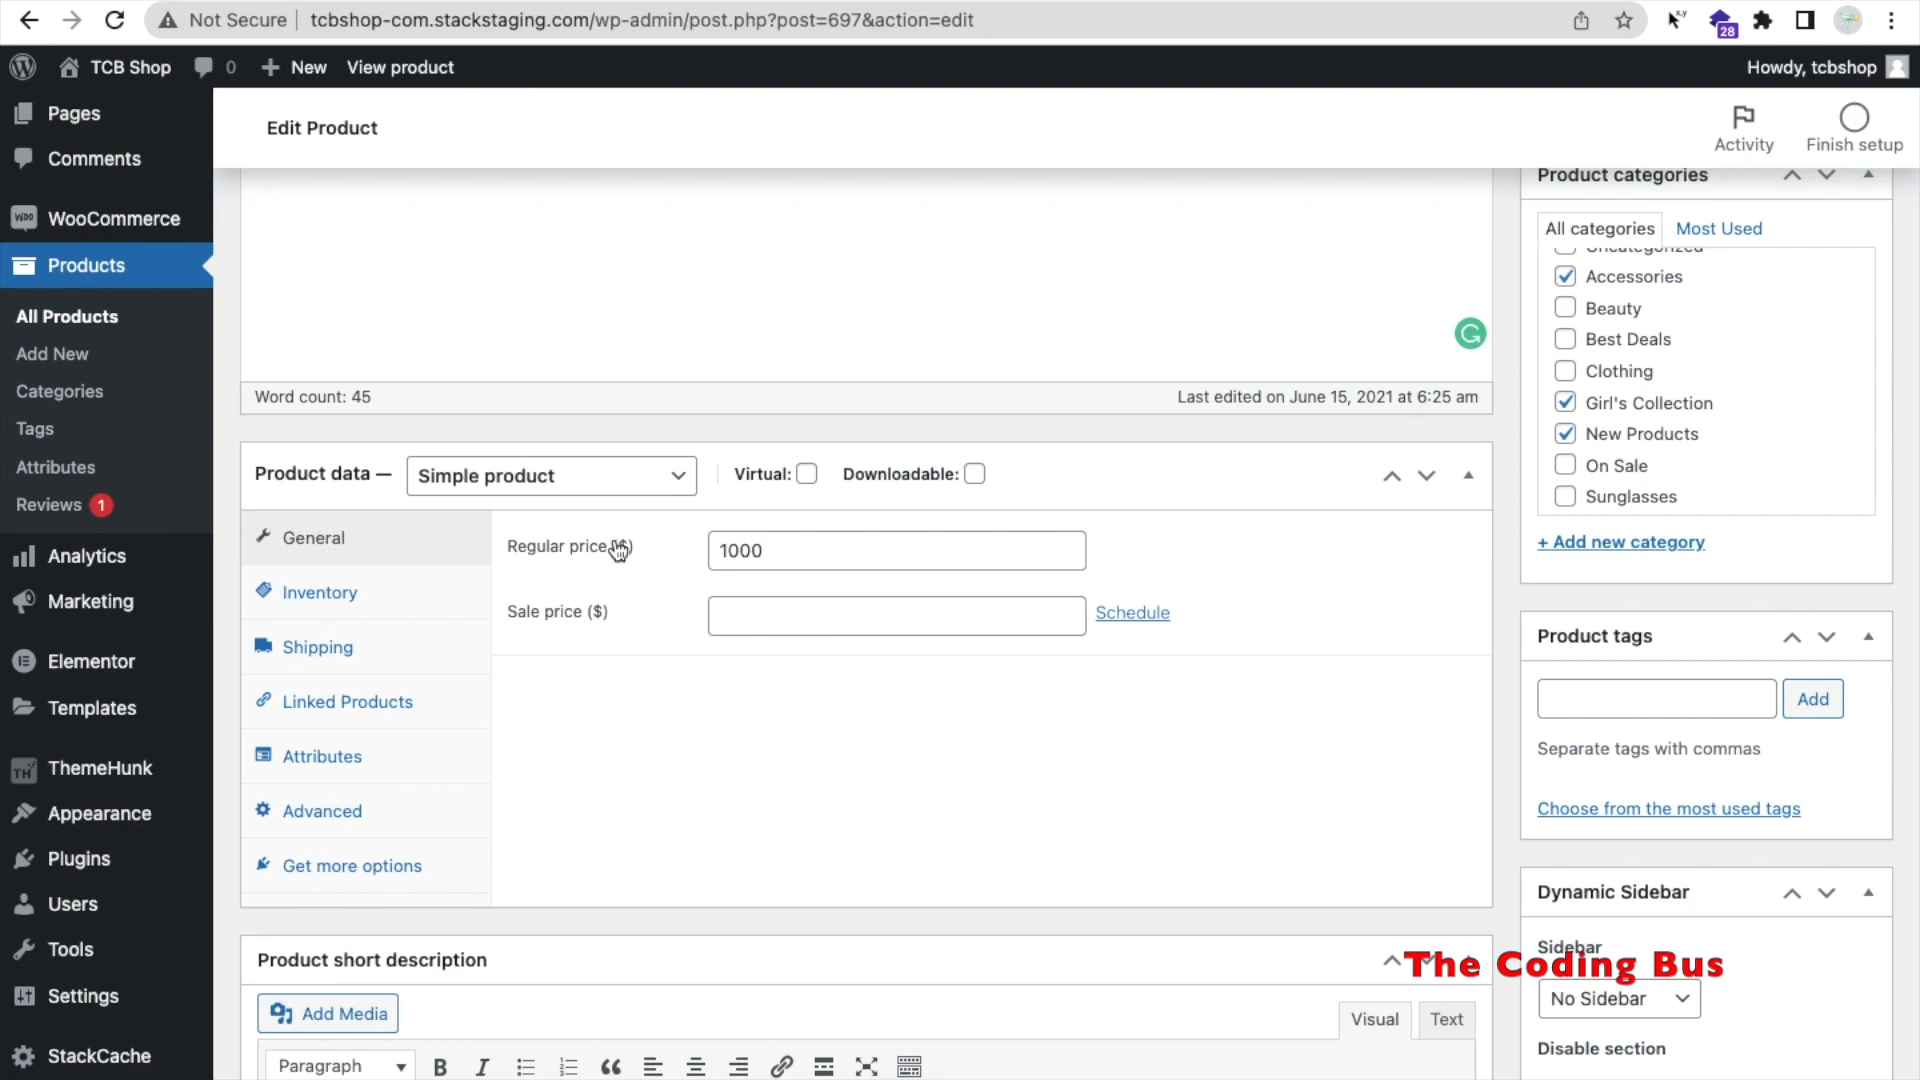 Not Secure
tcbshop-com.stackstaging.com/wp-admin/post.php?post=697&action=edit
28
TCB Shop
0
New
View product
Howdy, tcbshop
Pages
Comments
WooCommerce
Products
All Products
Add New
Categories
Tags
Attributes
Reviews 1
Analytics
Marketing
Elementor
Templates
ThemeHunk
Appearance
Plugins
Users
Tools
Settings
StackCache
Edit Product
Activity
Finish setup
Word count: 45
Last edited on June 15, 2021 at 6:25 am
Product data —
Simple product
Virtual:
Downloadable:
General
Inventory
Shipping
Linked Products
Attributes
Advanced
Get more options
Regular price ($)
1000
Sale price ($)
Schedule
Product short description
Add Media
Visual
Text
Paragraph
Product categories
All categories
Most Used
Uncategorized
Accessories
Beauty
Best Deals
Clothing
Girl's Collection
New Products
On Sale
Sunglasses
+ Add new category
Product tags
Add
Separate tags with commas
Choose from the most used tags
Dynamic Sidebar
Sidebar
The Coding Bus
No Sidebar
Disable section